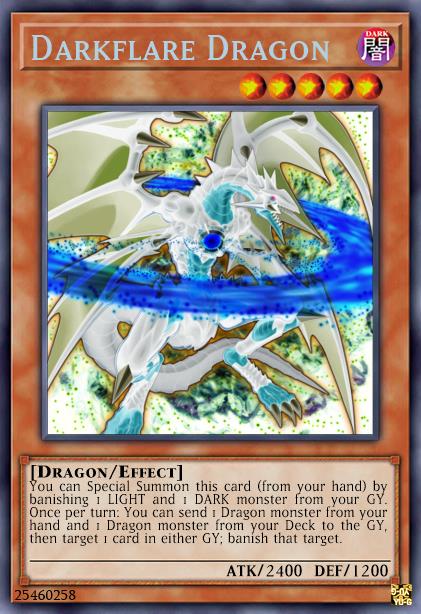 DARKFLARE DRAGON
DARK
闇
[DRAGON/EFFECT]
You can Special Summon this card (from your hand) by
banishing 1 LIGHT and 1 DARK monster from your GY.
Once per turn: You can send 1 Dragon monster from your
hand and 1 Dragon monster from your Deck to the GY,
then target 1 card in either GY; banish that target.
ATK/2400 DEF/1200
25460258